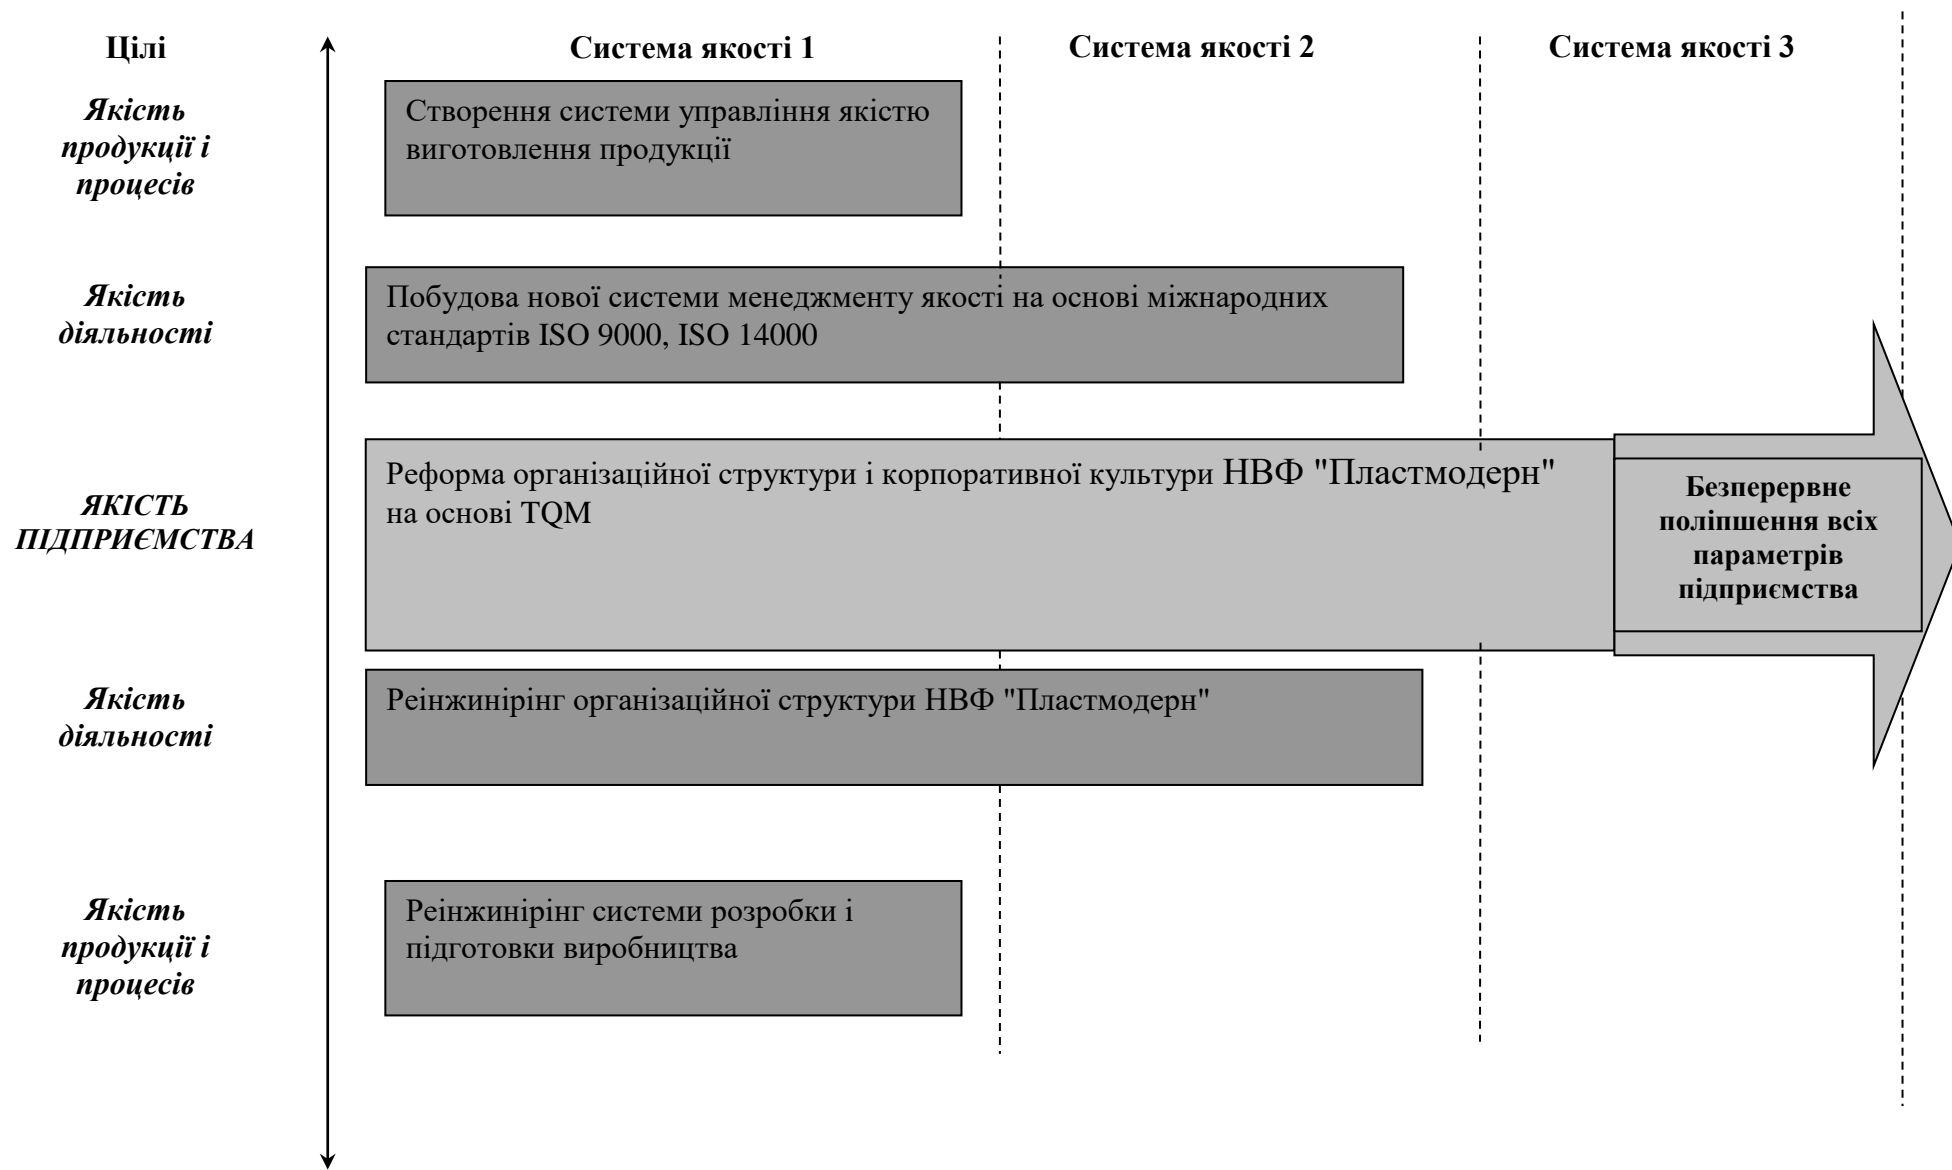 Цілі
Система якості 1
Система якості 2
Система якості 3
Якість
продукції і
процесів
Створення системи управління якістю
виготовлення продукції
Якість
діяльності
Побудова нової системи менеджменту якості на основі міжнародних
стандартів ISO 9000, ISO 14000
ЯКІСТЬ
ПІДПРИЄМСТВА
Реформа організаційної структури і корпоративної культури НВФ "Пластмодерн"
на основі TQM
Безперервне
поліпшення всіх
параметрів
підприємства
Якість
діяльності
Реінжинірінг організаційної структури НВФ "Пластмодерн"
Якість
продукції і
процесів
Реінжинірінг системи розробки і
підготовки виробництва